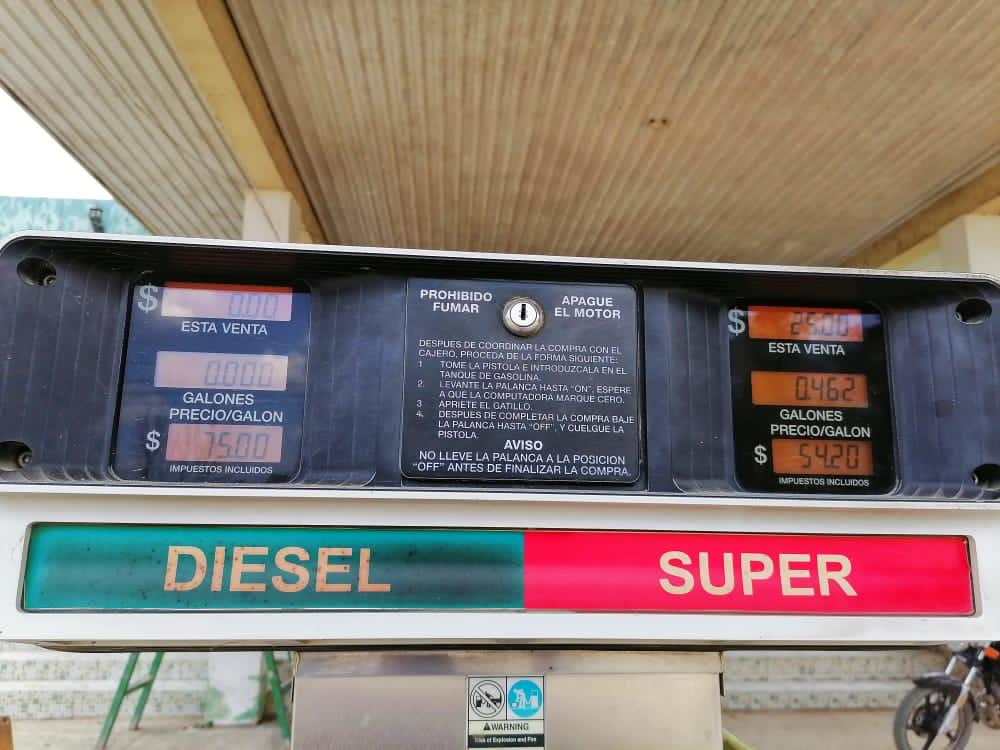 $ 0.00
ESTA VENTA
0.000
GALONES
PRECIO/GALON
$ 75.00
IMPUESTOS INCLUIDOS
PROHIBIDO
FUMAR
APAGUE
EL MOTOR
DESPUES DE COORDINAR LA COMPRA CON EL
CAJERO, PROCEDA DE LA FORMA SIGUIENTE:
1 TOME LA PISTOLA E INTRODUZCALA EN EL
TANQUE DE GASOLINA.
2. LEVANTE LA PALANCA HASTA "ON", ESPERE
A QUE LA COMPUTADORA MARQUE CERO.
3 APRIETE EL GATILLO.
4. DESPUES DE COMPLETAR LA COMPRA BAJE
LA PALANCA HASTA "OFF", Y CUELGUE LA
PISTOLA.
AVISO
NO LLEVE LA PALANCA A LA POSICION
"OFF" ANTES DE FINALIZAR LA COMPRA.
$ 25.00
ESTA VENTA
0.462
GALONES
PRECIO/GALON
$ 54.20
IMPUESTOS INCLUIDOS
DIESEL
SUPER
WARNING
Risk of Explosion and Fire